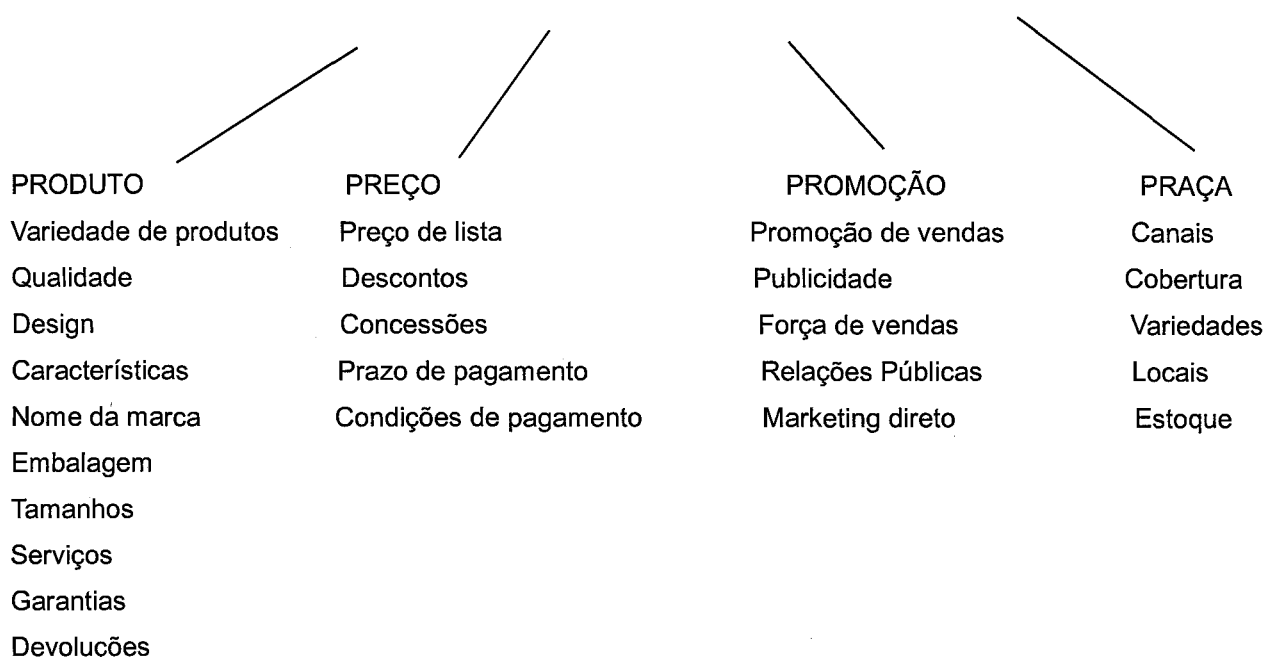 PRODUTO
Variedade de produtos
Qualidade
Design
Características
Nome da marca
Embalagem
Tamanhos
Serviços
Garantias
Devoluções
PREÇO
Preço de lista
Descontos
Concessões
Prazo de pagamento
Condições de pagamento
PROMOÇÃO
Promoção de vendas
Publicidade
Força de vendas
Relações Públicas
Marketing direto
PRAÇA
Canais
Cobertura
Variedades
Locais
Estoque